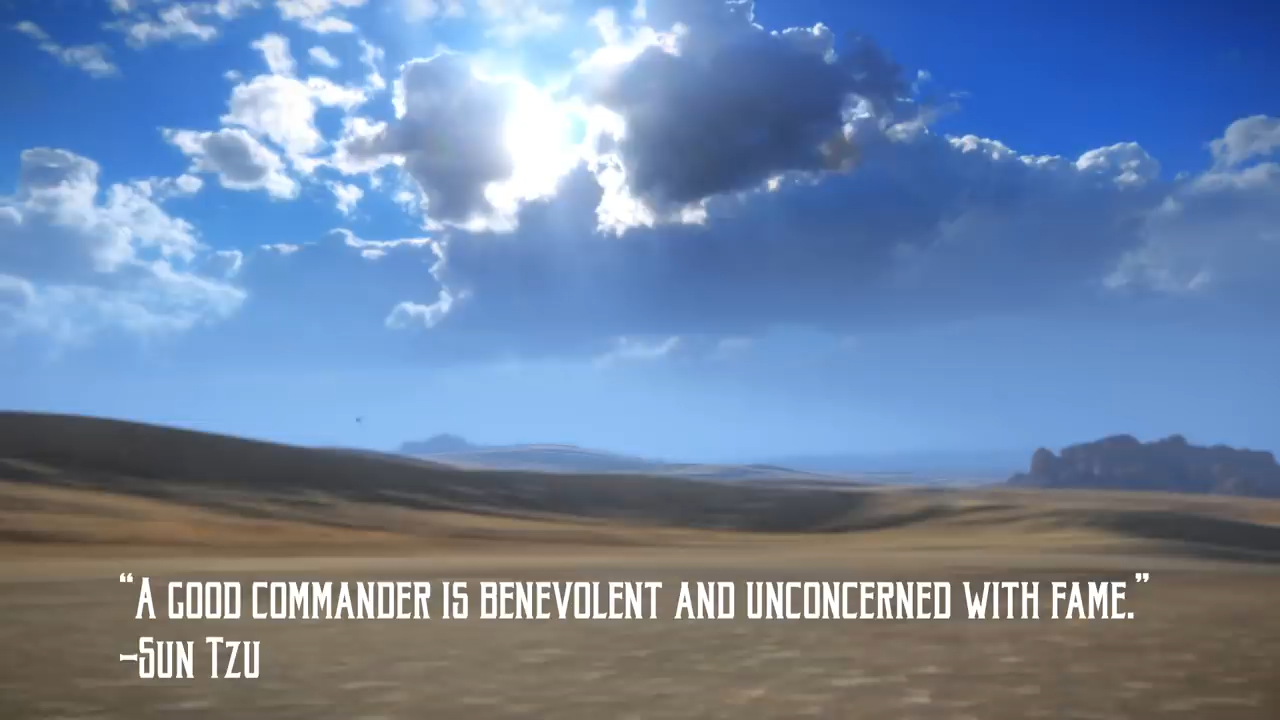 “A GOOD COMMANDER IS BENEVOLENT AND UNCONCERNED WITH FAME.”
–SUN TZU